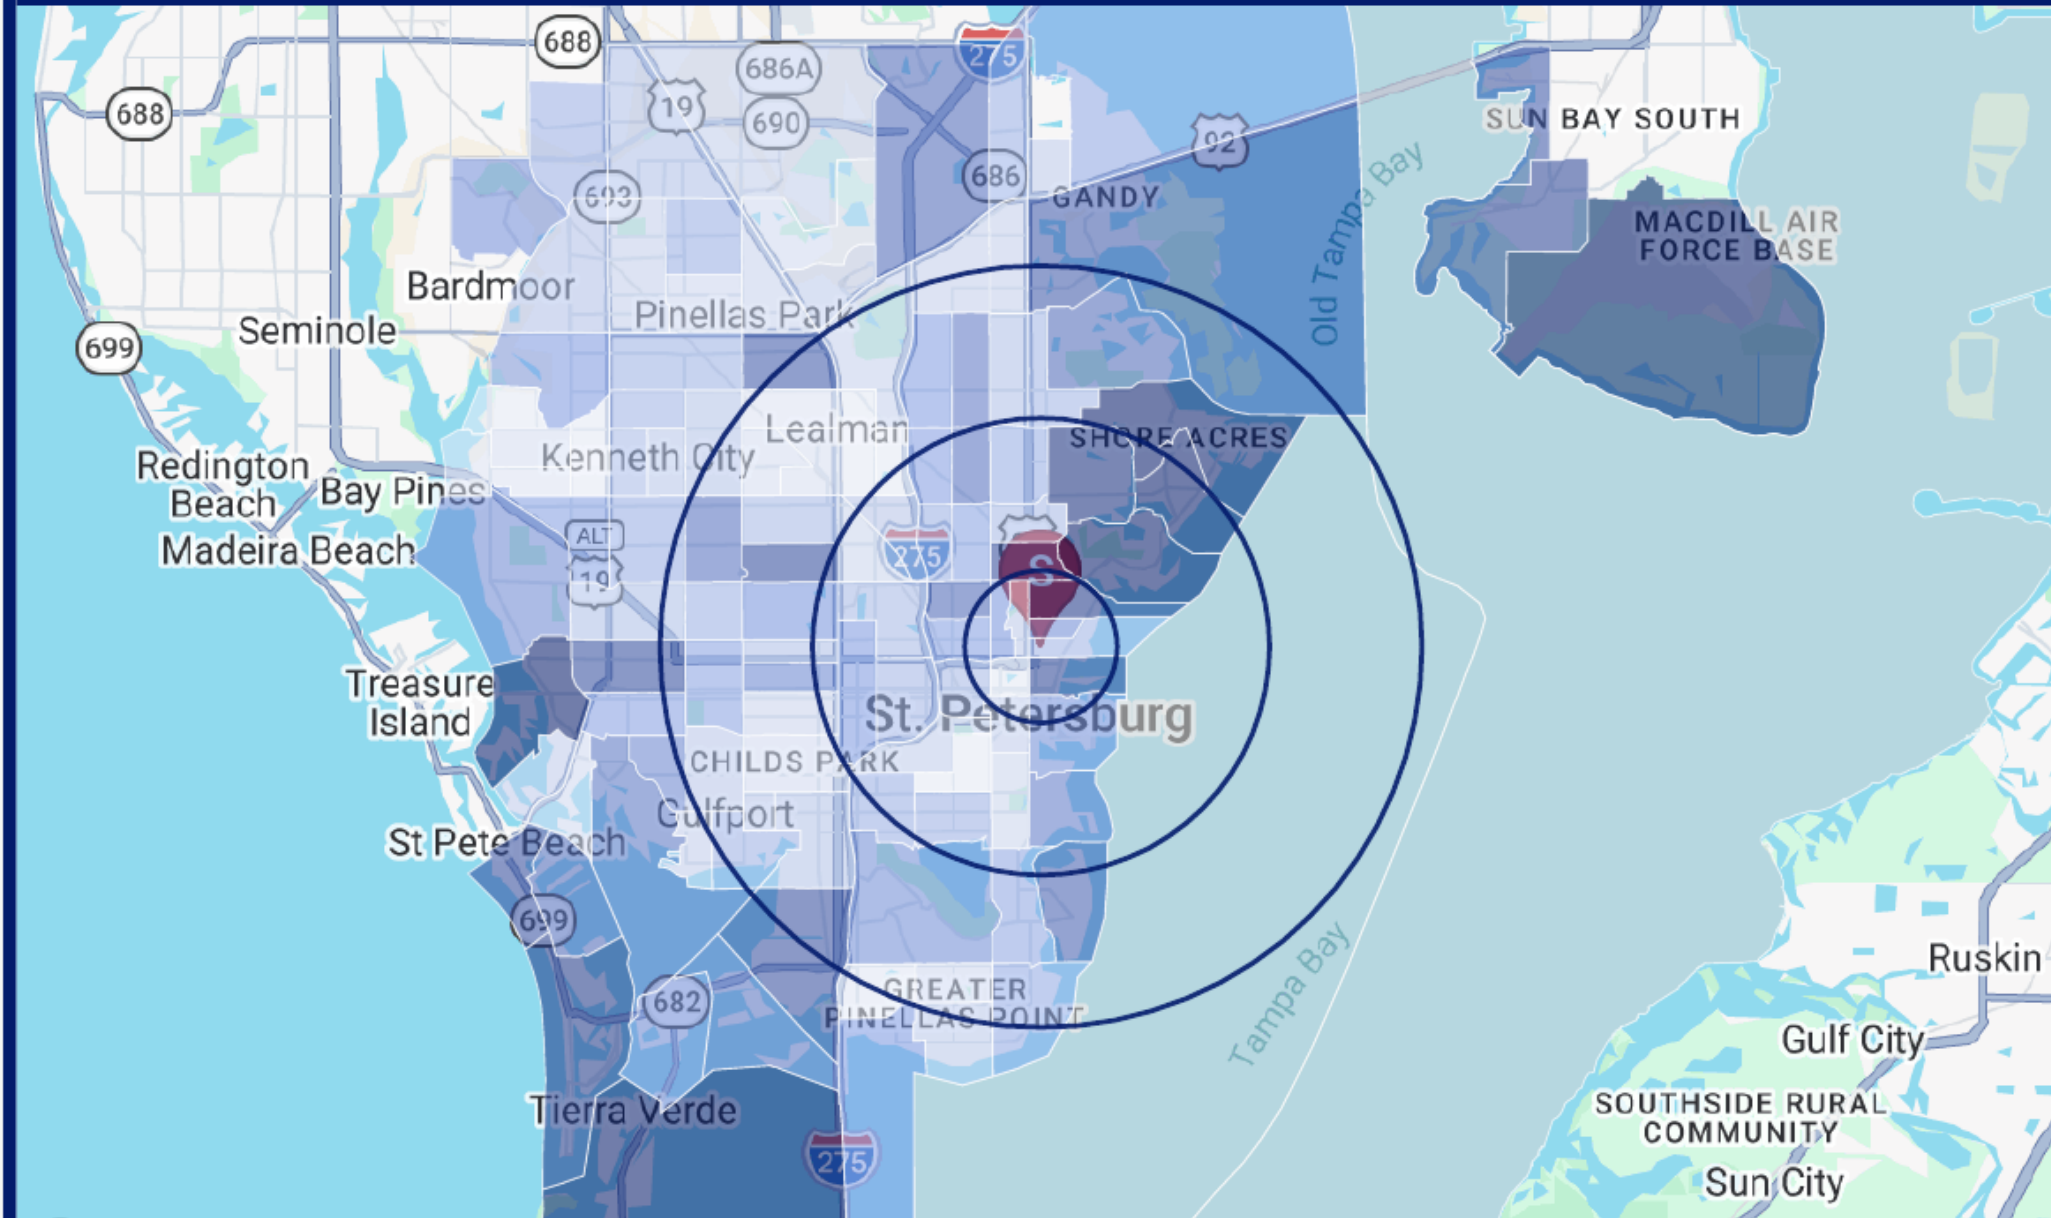 688
275
686A
19
688
690
SUN BAY SOUTH
92
686
693
GANDY
MACDILL AIR
FORCE BASE
Old Tampa Bay
Bardmoor
Pinellas Park
Seminole
699
Lealman
SHORE ACRES
Kenneth City
Redington
Beach
Bay Pines
ALT
19
Madeira Beach
275
S
Treasure
Island
St. Petersburg
CHILDS PARK
Gulfport
St Pete Beach
699
Ruskin
GREATER
PINELLAS POINT
682
Tampa Bay
Gulf City
Tierra Verde
SOUTHSIDE RURAL
COMMUNITY
275
Sun City